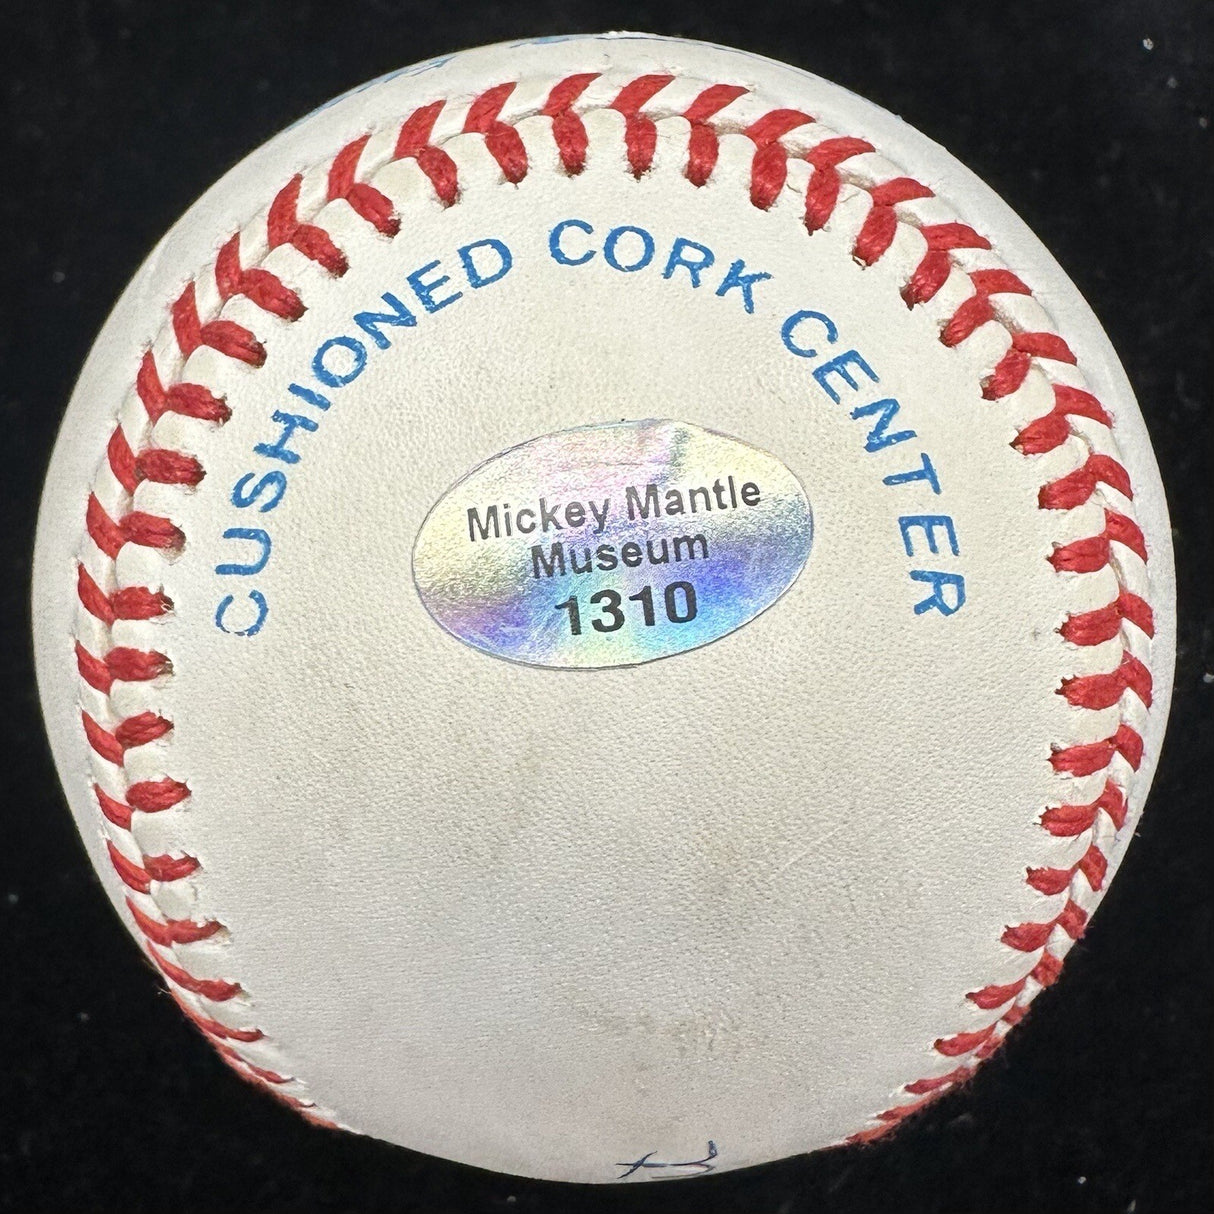 CUSHIONED CORK CENTER
Mickey Mantle
Museum
1310